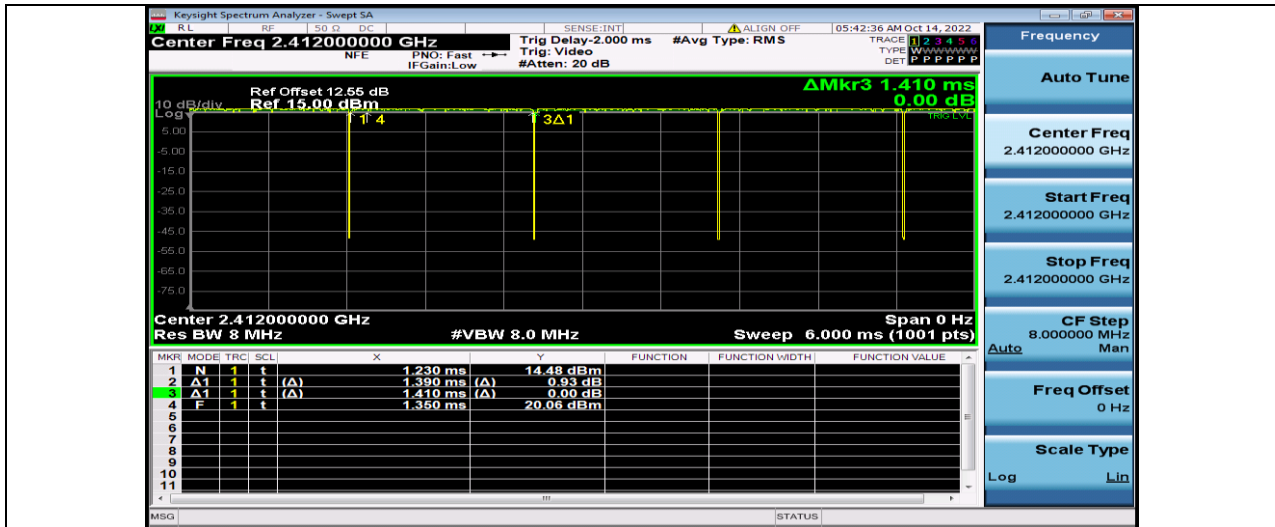 Keysight Spectrum Analyzer - Swept SA
LXI RL RF 50 Ω DC SENSE:INT ALIGN OFF 05:42:36 AM Oct 14, 2022
Center Freq 2.412000000 GHz Trig Delay-2.000 ms #Avg Type: RMS TRACE 1 2 3 4 5 6
NFE PNO: Fast Trig: Video TYPE WWWWWW
IFGain:Low #Atten: 20 dB DET P P P P P P
Frequency
Auto Tune
Ref Offset 12.55 dB ΔMkr3 1.410 ms
10 dB/div Ref 15.00 dBm 0.00 dB
Log
1 4 3Δ1 TRIG LVL
5.00
-5.00
-15.0
-25.0
-35.0
-45.0
-55.0
-65.0
-75.0
Center 2.412000000 GHz Span 0 Hz
Res BW 8 MHz #VBW 8.0 MHz Sweep 6.000 ms (1001 pts)
MKR MODE TRC SCL X Y FUNCTION FUNCTION WIDTH FUNCTION VALUE
1 N 1 t 1.230 ms 14.48 dBm
2 Δ1 1 t (Δ) 1.390 ms (Δ) 0.93 dB
3 Δ1 1 t (Δ) 1.410 ms (Δ) 0.00 dB
4 F 1 t 1.350 ms 20.06 dBm
5
6
7
8
9
10
11
Center Freq
2.412000000 GHz
Start Freq
2.412000000 GHz
Stop Freq
2.412000000 GHz
CF Step
8.000000 MHz
Auto Man
Freq Offset
0 Hz
Scale Type
Log Lin
MSG STATUS